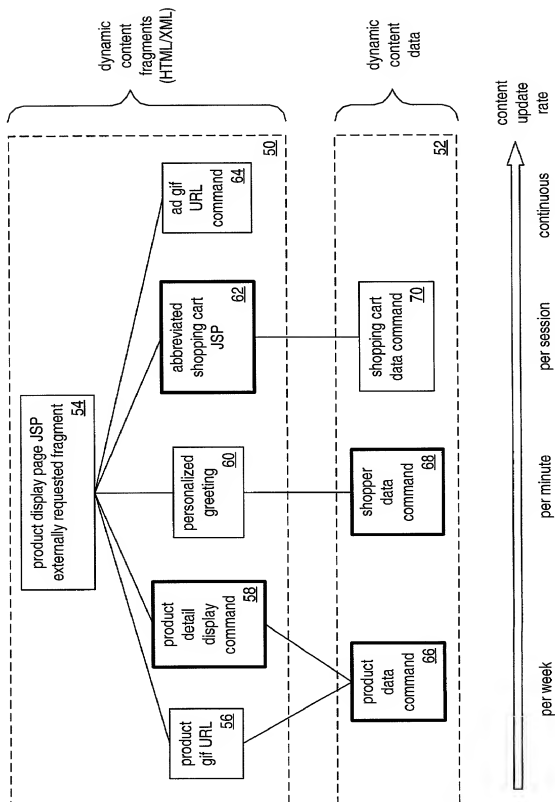 product display page JSP
externally requested fragment
54
product
gif URL
56
product
detail
display
command
58
personalized
greeting
60
abbreviated
shopping cart
JSP
62
ad gif
URL
command
64
50
dynamic
content
fragments
(HTML/XML)
product
data
command
66
shopper
data
command
68
shopping cart
data command
70
52
dynamic
content
data
per week
per minute
per session
continuous
content
update
rate